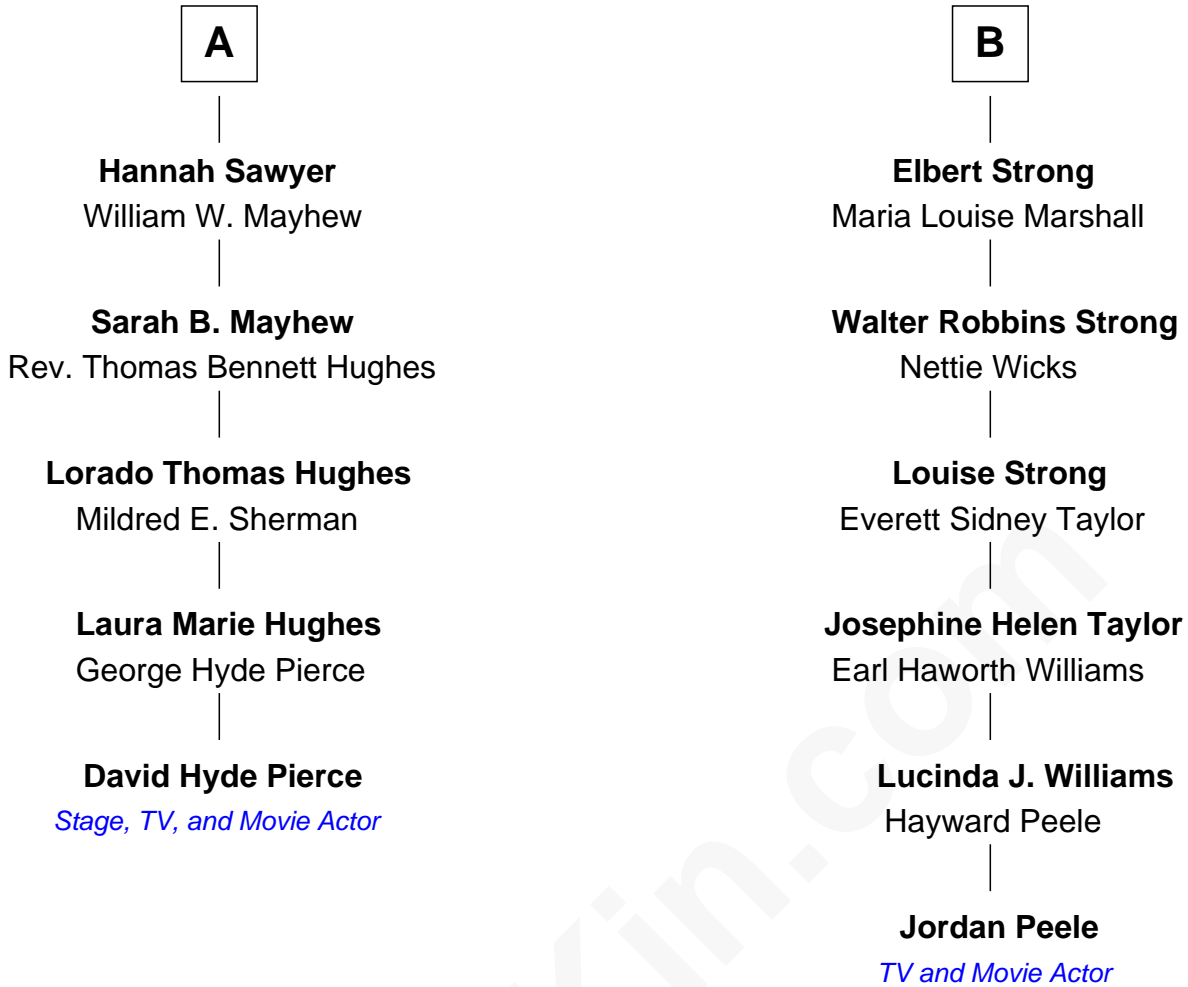 A
Hannah Sawyer
William W. Mayhew
Sarah B. Mayhew
Rev. Thomas Bennett Hughes
Lorado Thomas Hughes
Mildred E. Sherman
Laura Marie Hughes
George Hyde Pierce
David Hyde Pierce
Stage, TV, and Movie Actor
B
Elbert Strong
Maria Louise Marshall
Walter Robbins Strong
Nettie Wicks
Louise Strong
Everett Sidney Taylor
Josephine Helen Taylor
Earl Haworth Williams
Lucinda J. Williams
Hayward Peele
Jordan Peele
TV and Movie Actor
Kin.com